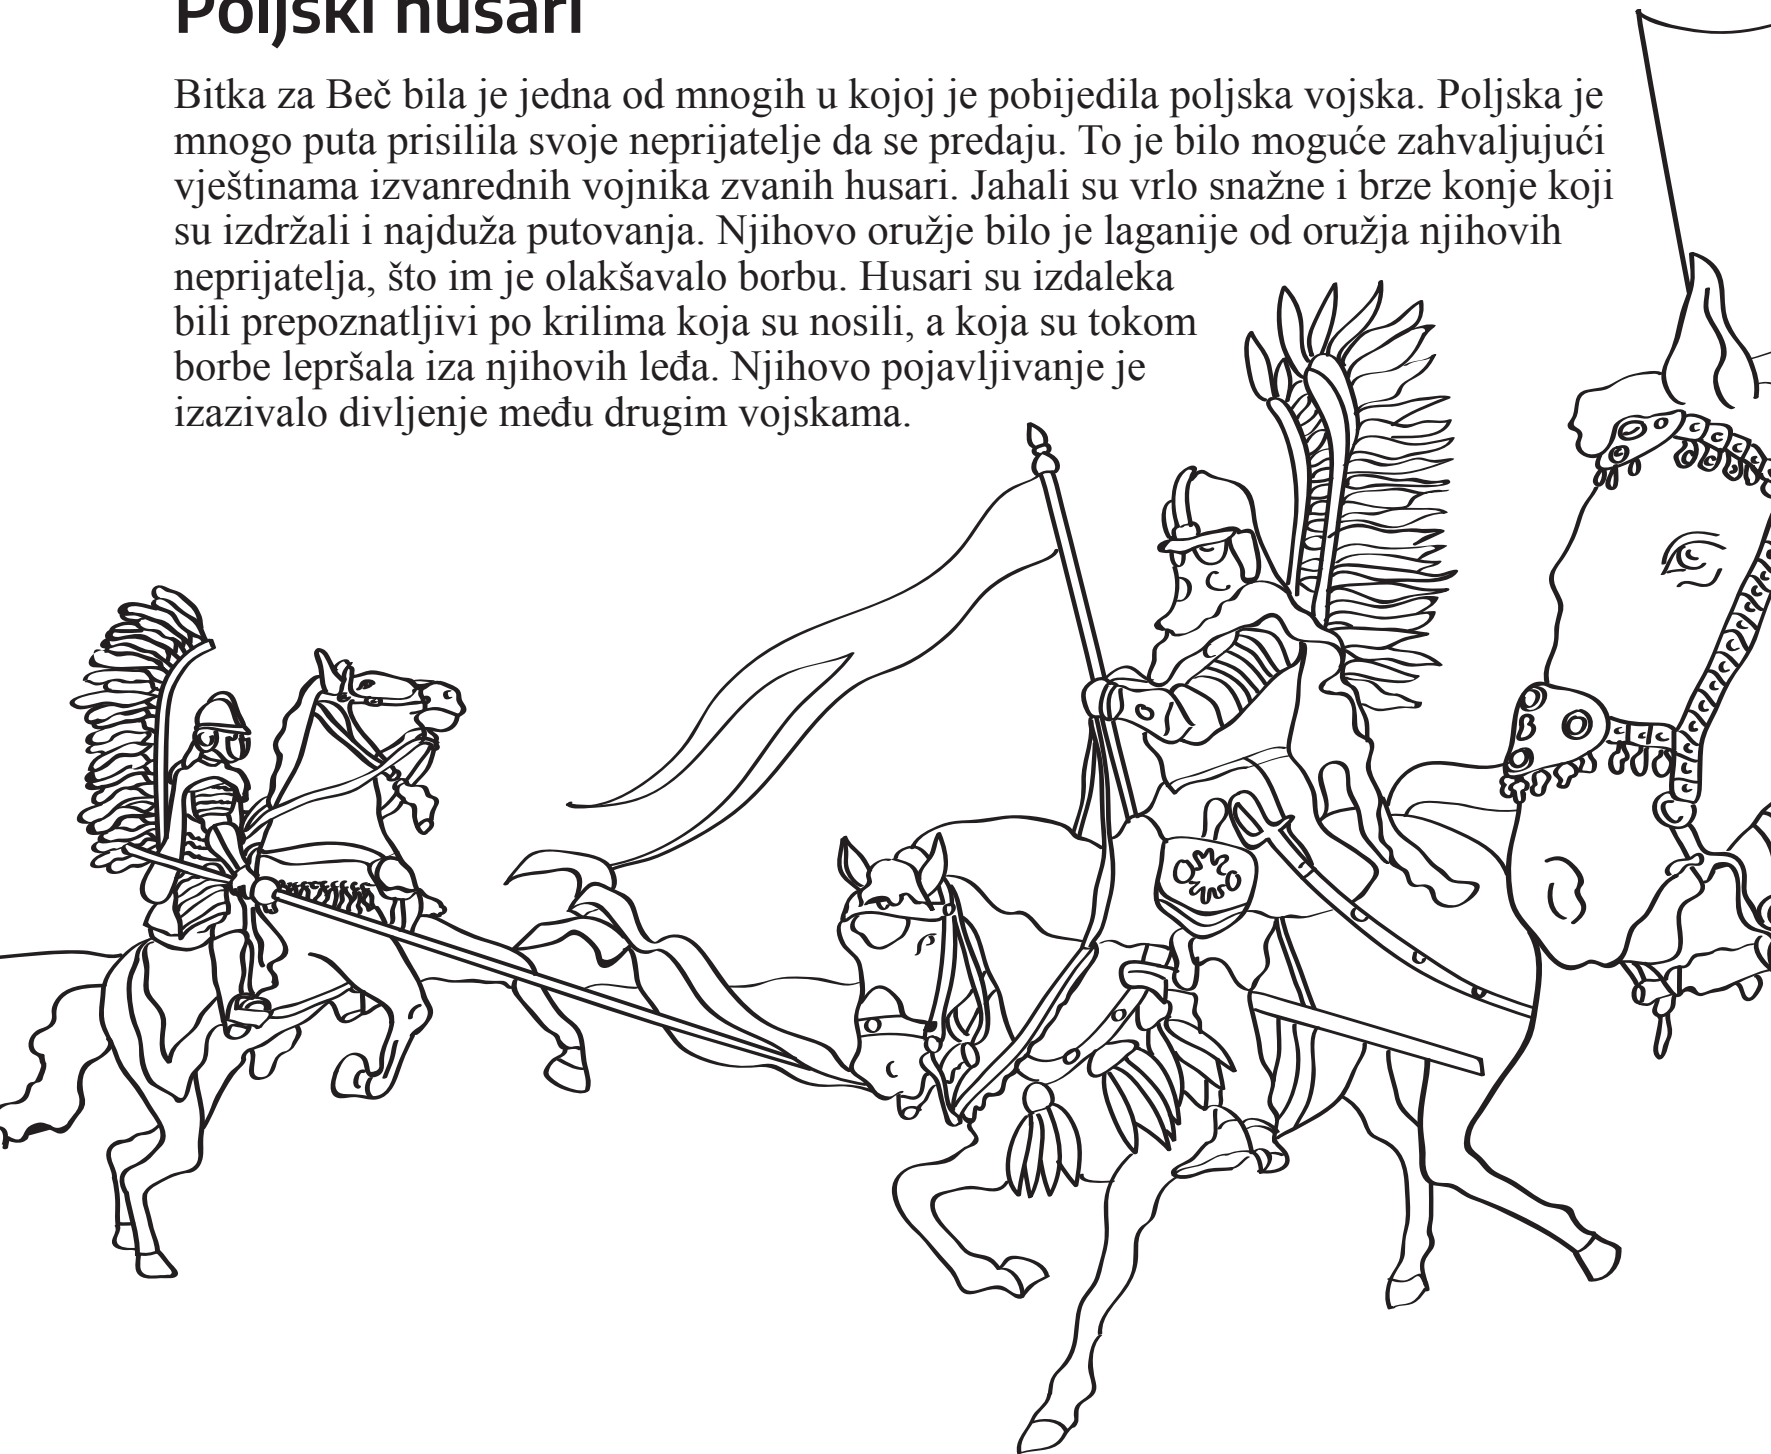 Poljski husari
Bitka za Beč bila je jedna od mnogih u kojoj je pobijedila poljska vojska. Poljska je
mnogo puta prisilila svoje neprijatelje da se predaju. To je bilo moguće zahvaljujući
vještinama izvanrednih vojnika zvanih husari. Jahali su vrlo snažne i brze konje koji
su izdržali i najduža putovanja. Njihovo oružje bilo je laganije od oružja njihovih
neprijatelja, što im je olakšavalo borbu. Husari su izdaleka
bili prepoznatljivi po krilima koja su nosili, a koja su tokom
borbe lepršala iza njihovih leđa. Njihovo pojavljivanje je
izazivalo divljenje među drugim vojskama.